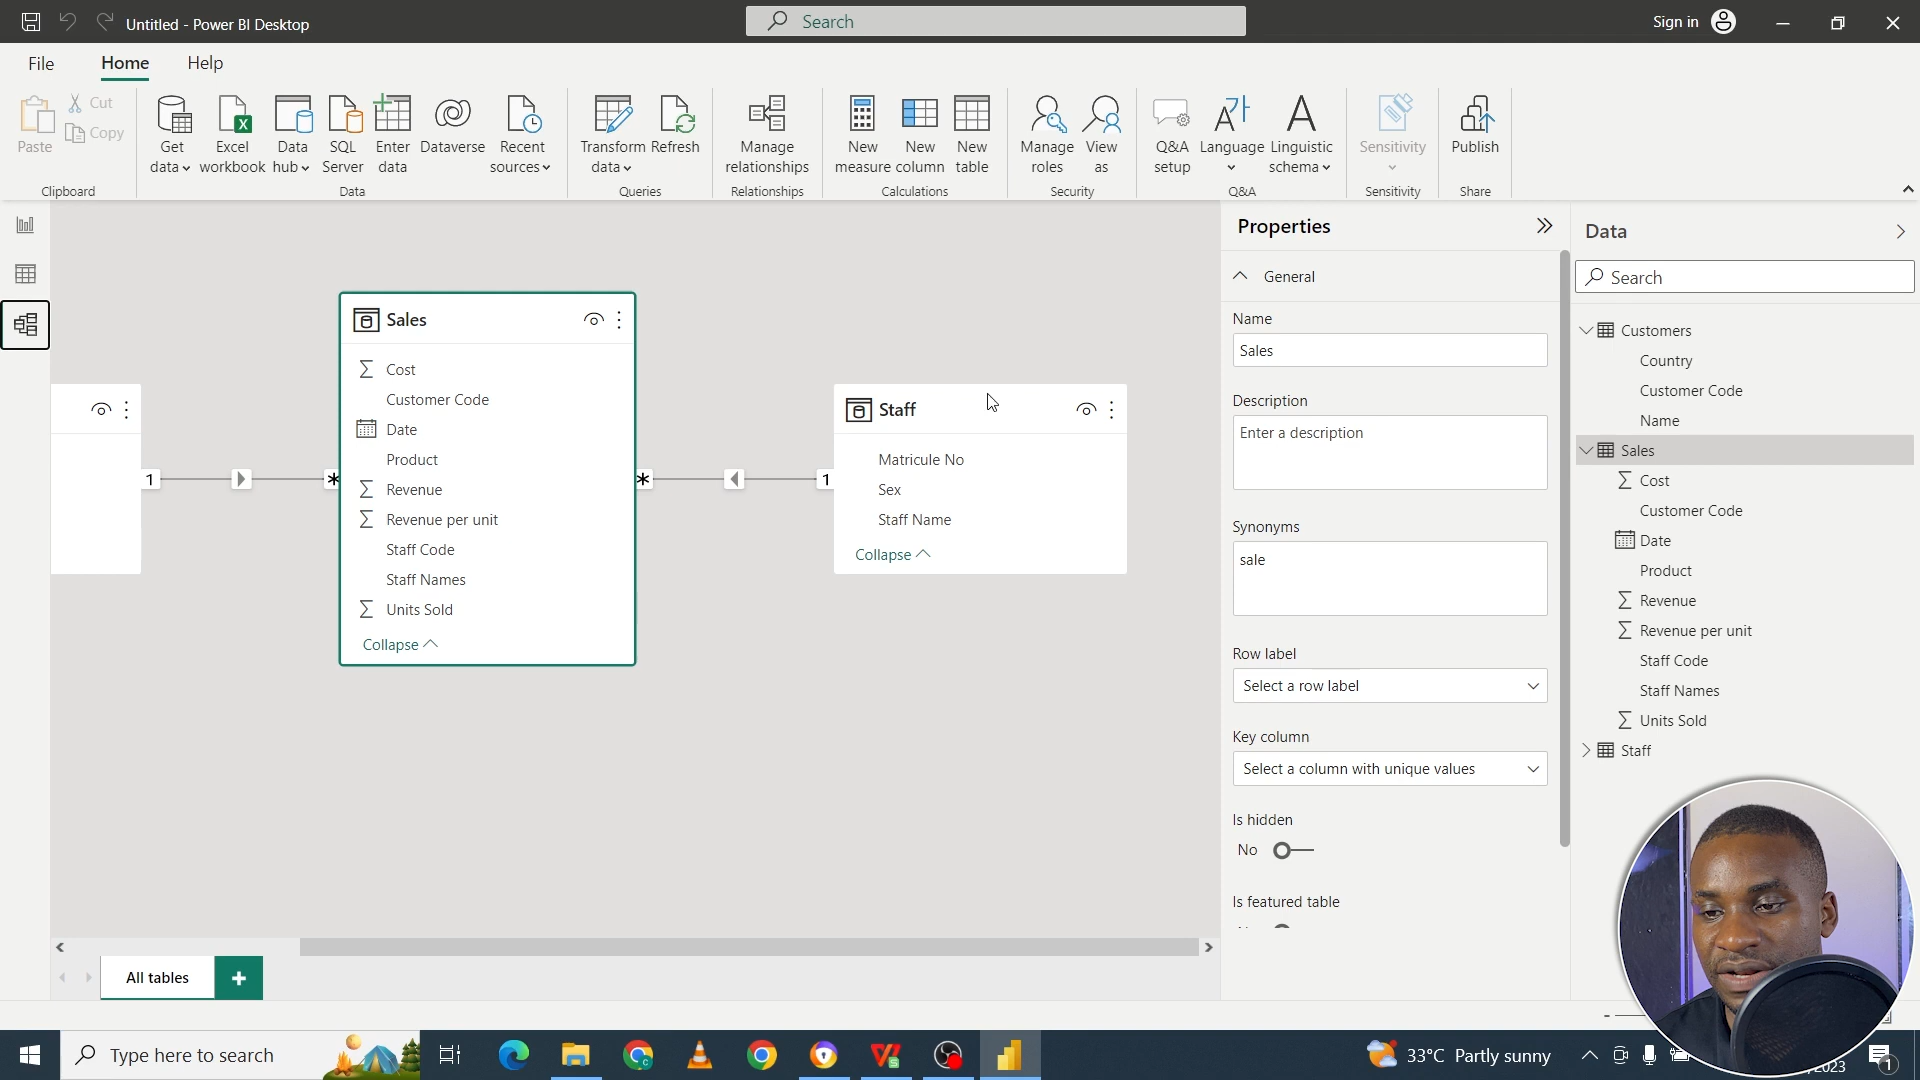 Untitled - Power BI Desktop
Search
Sign in
File
Home
Help
Paste
Cut
Copy
Clipboard
Get data
Excel workbook
Data hub
SQL Server
Enter data
Dataverse
Recent sources
Data
Transform data
Refresh
Queries
Manage relationships
Relationships
New measure
New column
New table
Calculations
Manage roles
View as
Security
Q&A setup
Language
Linguistic schema
Q&A
Sensitivity
Sensitivity
Publish
Share
1
*
Sales
Cost
Customer Code
Date
Product
Revenue
Revenue per unit
Staff Code
Staff Names
Units Sold
Collapse
*
1
Staff
Matricule No
Sex
Staff Name
Collapse
All tables
+
Properties
General
Name
Sales
Description
Enter a description
Synonyms
sale
Row label
Select a row label
Key column
Select a column with unique values
Is hidden
No
Is featured table
Data
Search
Customers
Country
Customer Code
Name
Sales
Cost
Customer Code
Date
Product
Revenue
Revenue per unit
Staff Code
Staff Names
Units Sold
Staff
Type here to search
33°C Partly sunny
2023
1